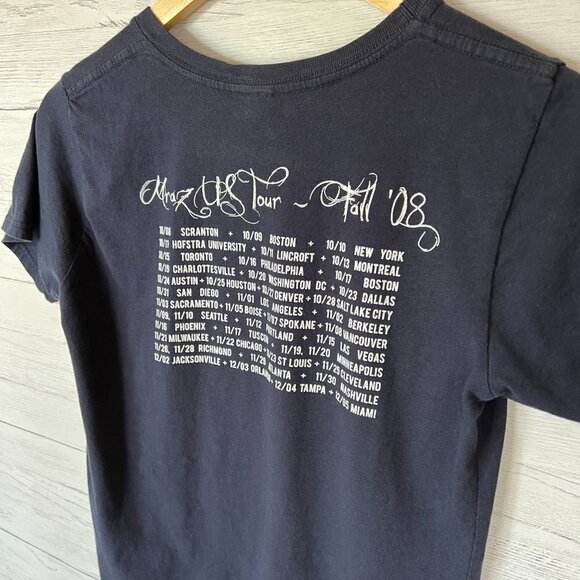 Mraz US Tour ~ Fall '08
10/08 SCRANTON + 10/09 BOSTON + 10/10 NEW YORK
10/11 HOFSTRA UNIVERSITY + 10/11 LINCROFT + 10/13 MONTREAL
10/15 TORONTO + 10/16 PHILADELPHIA + 10/17 BOSTON
10/19 CHARLOTTESVILLE + 10/20 WASHINGTON DC + 10/23 DALLAS
10/24 AUSTIN + 10/25 HOUSTON + 10/27 DENVER + 10/28 SALT LAKE CITY
10/31 SAN DIEGO + 11/01 LOS ANGELES + 11/02 BERKELEY
11/03 SACRAMENTO + 11/05 BOISE + 11/07 SPOKANE + 11/08 VANCOUVER
11/09, 11/10 SEATTLE + 11/12 PORTLAND + 11/15 LAS VEGAS
11/16 PHOENIX + 11/17 TUSCON + 11/19, 11/20 MINNEAPOLIS
11/21 MILWAUKEE + 11/22 CHICAGO + 11/23 ST LOUIS + 11/25 CLEVELAND
11/26, 11/28 RICHMOND + 11/29 ATLANTA + 11/30 NASHVILLE
12/02 JACKSONVILLE + 12/03 ORLANDO + 12/04 TAMPA + 12/05 MIAMI